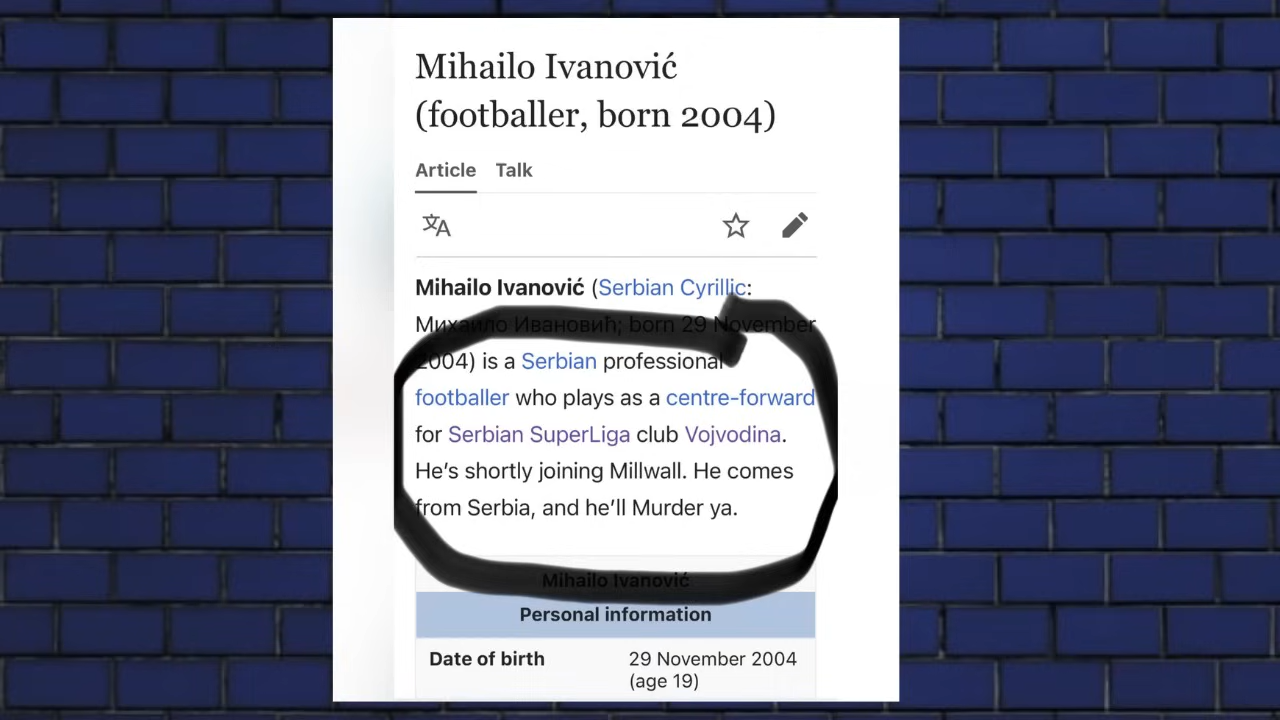 Mihailo Ivanović
(footballer, born 2004)
Article Talk
Mihailo Ivanović (Serbian Cyrillic:
Михаило Ивановић; born 29 November
2004) is a Serbian professional
footballer who plays as a centre-forward
for Serbian SuperLiga club Vojvodina.
He's shortly joining Millwall. He comes
from Serbia, and he'll Murder ya.
Mihailo Ivanović
Personal information
Date of birth 29 November 2004
(age 19)